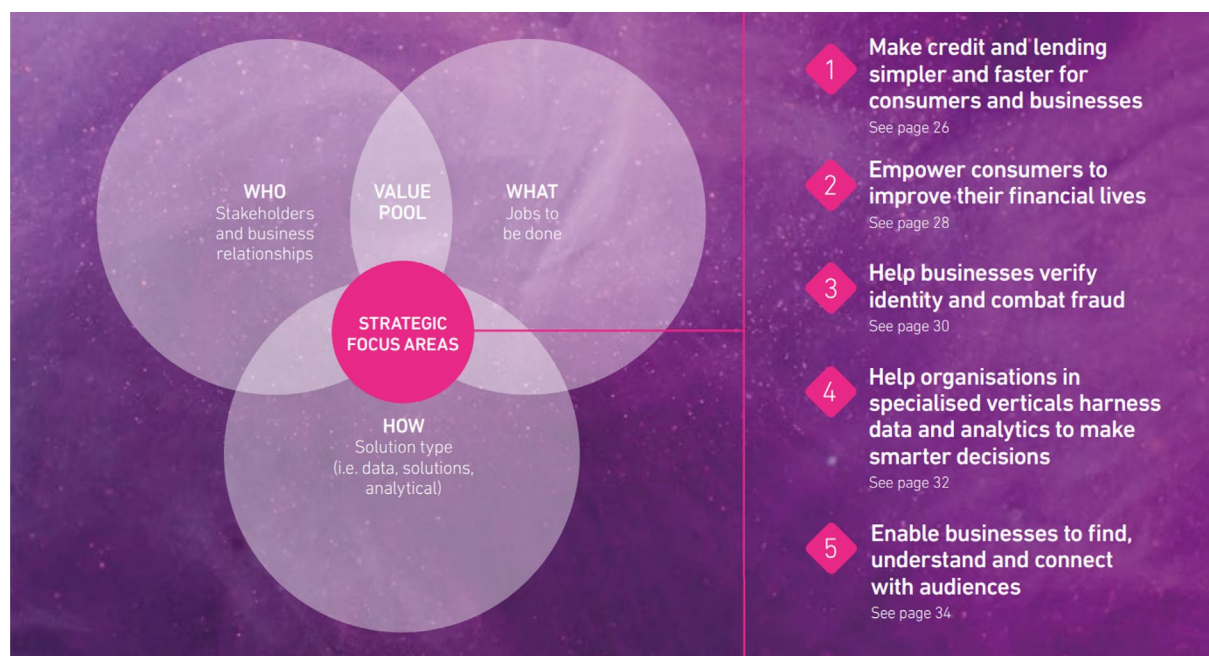 WHO
Stakeholders
and business
relationships
VALUE
POOL
WHAT
Jobs to
be done
STRATEGIC
FOCUS AREAS
HOW
Solution type
(i.e. data, solutions,
analytical)
1
Make credit and lending
simpler and faster for
consumers and businesses
See page 26
2
Empower consumers to
improve their financial lives
See page 28
3
Help businesses verify
identity and combat fraud
See page 30
4
Help organisations in
specialised verticals harness
data and analytics to make
smarter decisions
See page 32
5
Enable businesses to find,
understand and connect
with audiences
See page 34